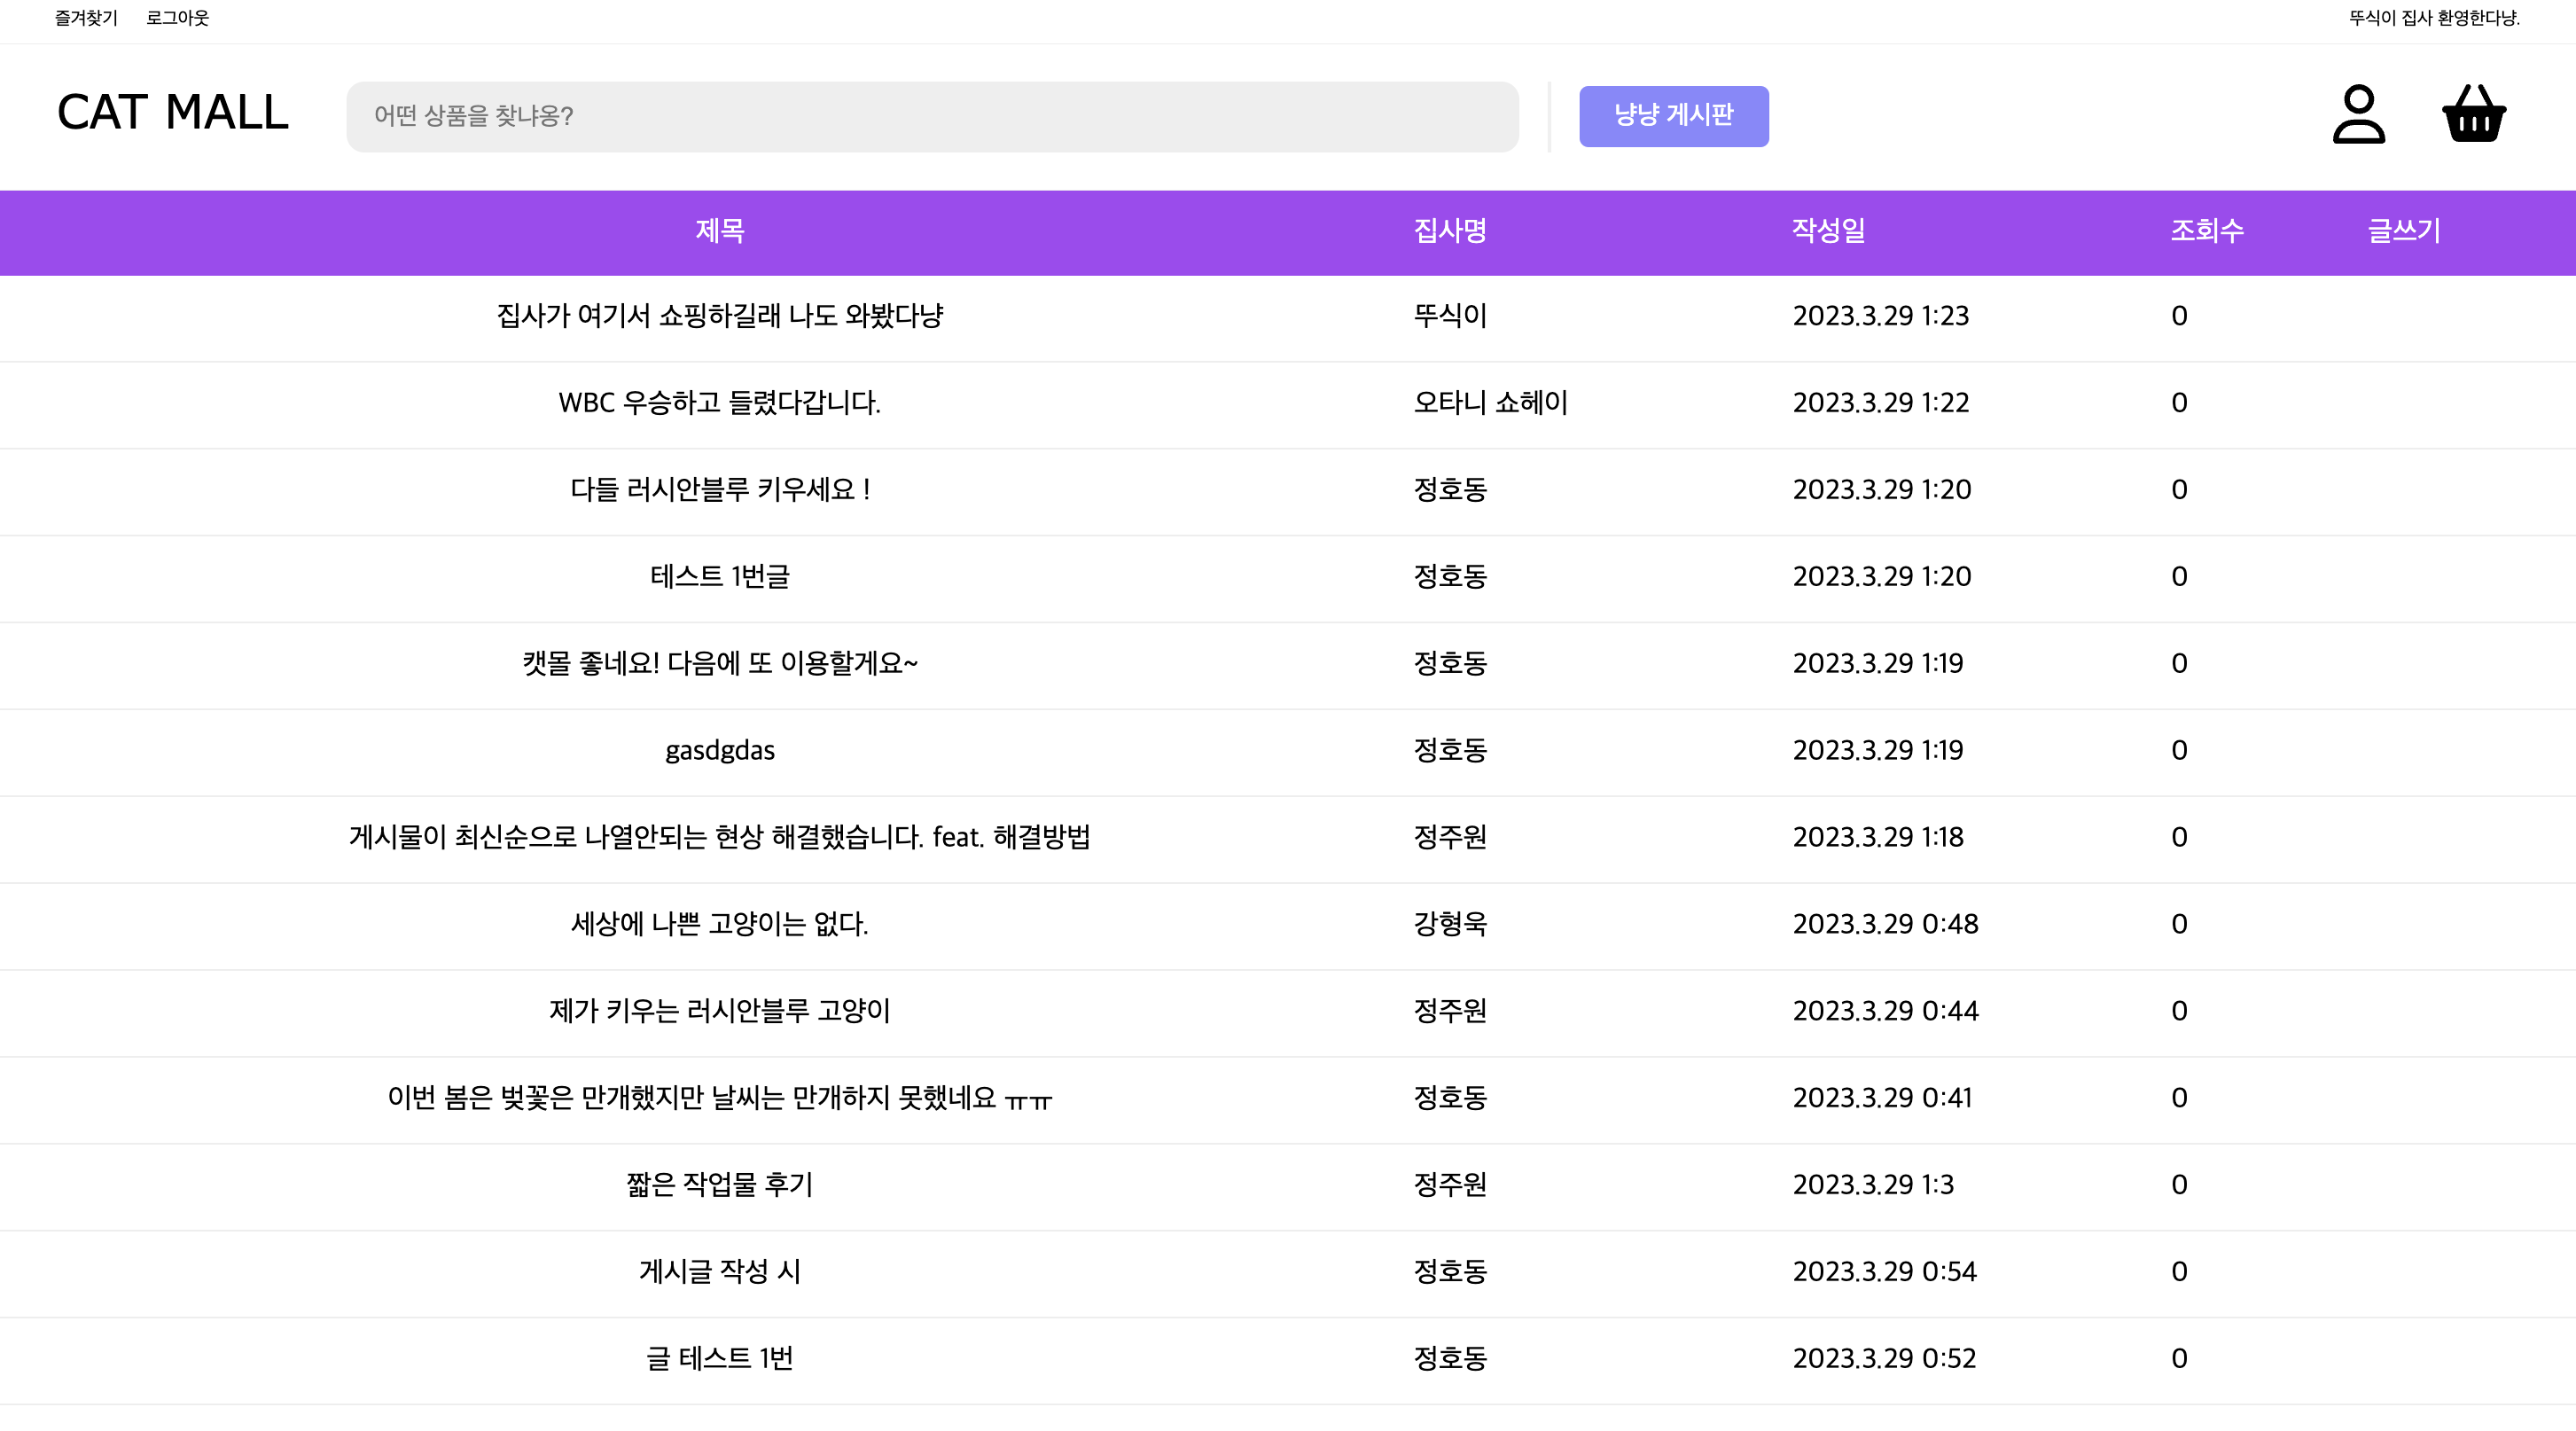 즐겨찾기 로그아웃 뚜식이 집사 환영한다냥.
CAT MALL 어떤 상품을 찾냐옹? 냥냥 게시판
제목 집사명 작성일 조회수 글쓰기
집사가 여기서 쇼핑하길래 나도 와봤다냥 뚜식이 2023.3.29 1:23 0
WBC 우승하고 들렸다갑니다. 오타니 쇼헤이 2023.3.29 1:22 0
다들 러시안블루 키우세요 ! 정호동 2023.3.29 1:20 0
테스트 1번글 정호동 2023.3.29 1:20 0
캣몰 좋네요! 다음에 또 이용할게요~ 정호동 2023.3.29 1:19 0
gasdgdas 정호동 2023.3.29 1:19 0
게시물이 최신순으로 나열안되는 현상 해결했습니다. feat. 해결방법 정주원 2023.3.29 1:18 0
세상에 나쁜 고양이는 없다. 강형욱 2023.3.29 0:48 0
제가 키우는 러시안블루 고양이 정주원 2023.3.29 0:44 0
이번 봄은 벚꽃은 만개했지만 날씨는 만개하지 못했네요 ㅠㅠ 정호동 2023.3.29 0:41 0
짧은 작업물 후기 정주원 2023.3.29 1:3 0
게시글 작성 시 정호동 2023.3.29 0:54 0
글 테스트 1번 정호동 2023.3.29 0:52 0